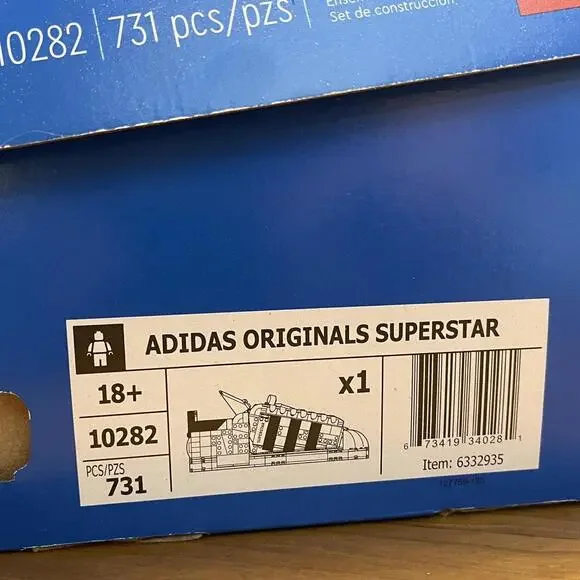 10282 | 731 pcs/pzs
Set de construcción
ADIDAS ORIGINALS SUPERSTAR
18+
x1
10282
PCS/PZS
731
6 73419 34028 1
Item: 6332935